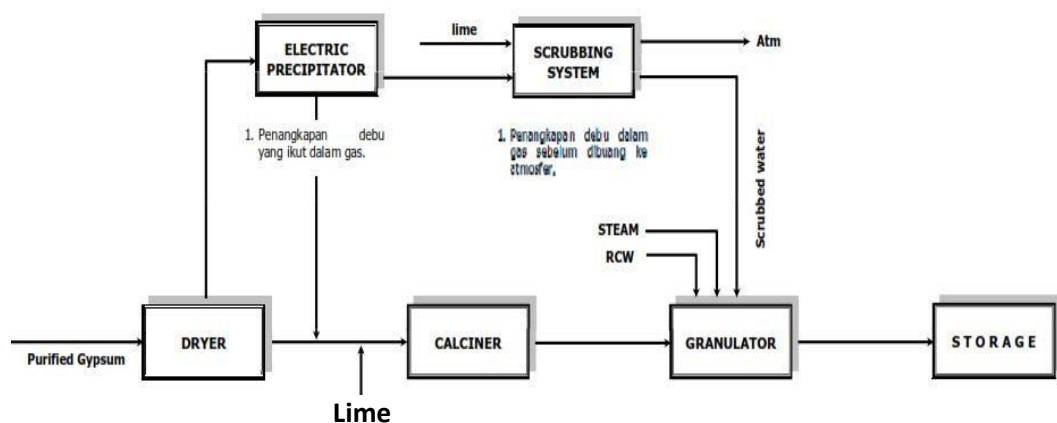 ELECTRIC
PRECIPITATOR
lime
SCRUBBING
SYSTEM
Atm
1. Penangkapan debu
yang ikut dalam gas.
1. Penangkapan debu dalam
gas sebelum dibuang ke
atmosfer.
Scrubbed water
STEAM
RCW
Purified Gypsum
DRYER
CALCINER
GRANULATOR
STORAGE
Lime